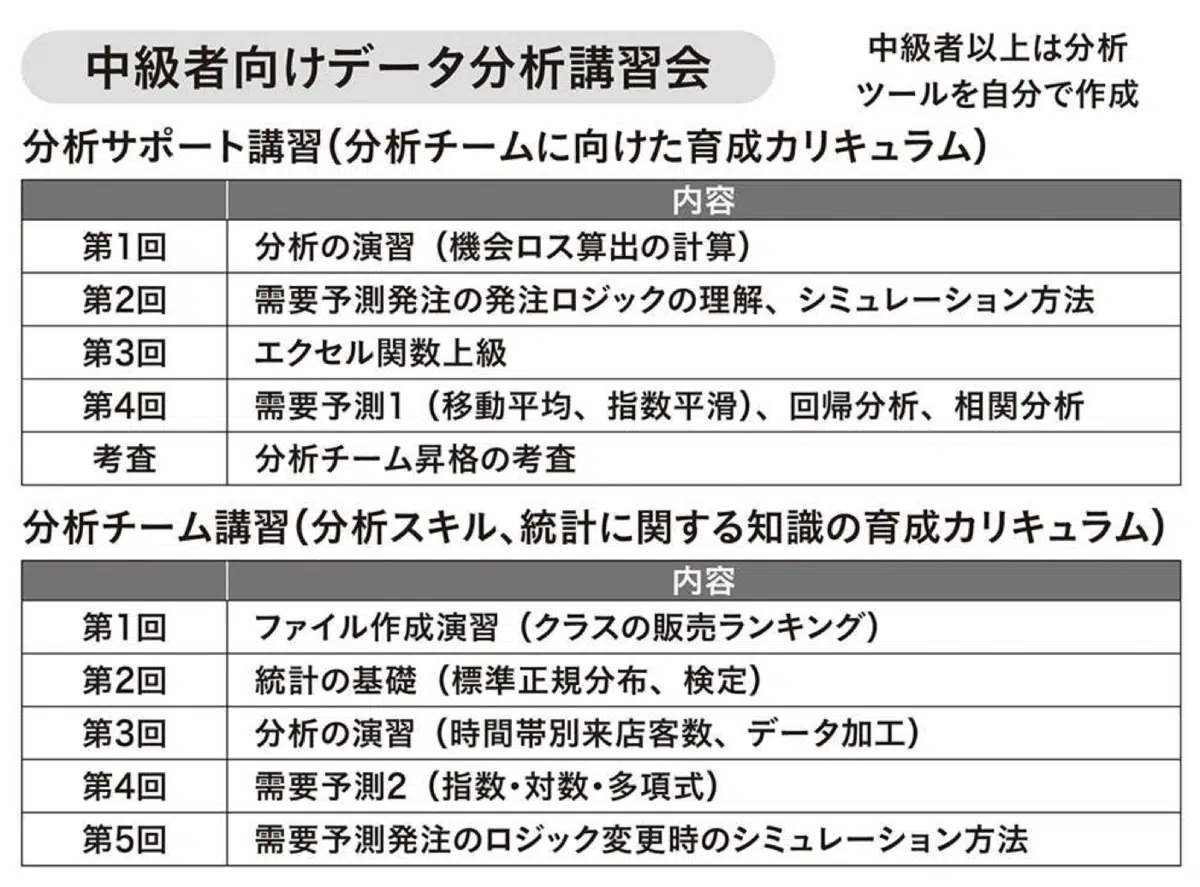 中級者向けデータ分析講習会
中級者以上は分析
ツールを自分で作成
分析サポート講習(分析チームに向けた育成カリキュラム)
内容
第1回 分析の演習（機会ロス算出の計算）
第2回 需要予測発注の発注ロジックの理解、シミュレーション方法
第3回 エクセル関数上級
第4回 需要予測1（移動平均、指数平滑）、回帰分析、相関分析
考査 分析チーム昇格の考査
分析チーム講習(分析スキル、統計に関する知識の育成カリキュラム)
内容
第1回 ファイル作成演習（クラスの販売ランキング）
第2回 統計の基礎（標準正規分布、検定）
第3回 分析の演習（時間帯別来店客数、データ加工）
第4回 需要予測2（指数・対数・多項式）
第5回 需要予測発注のロジック変更時のシミュレーション方法